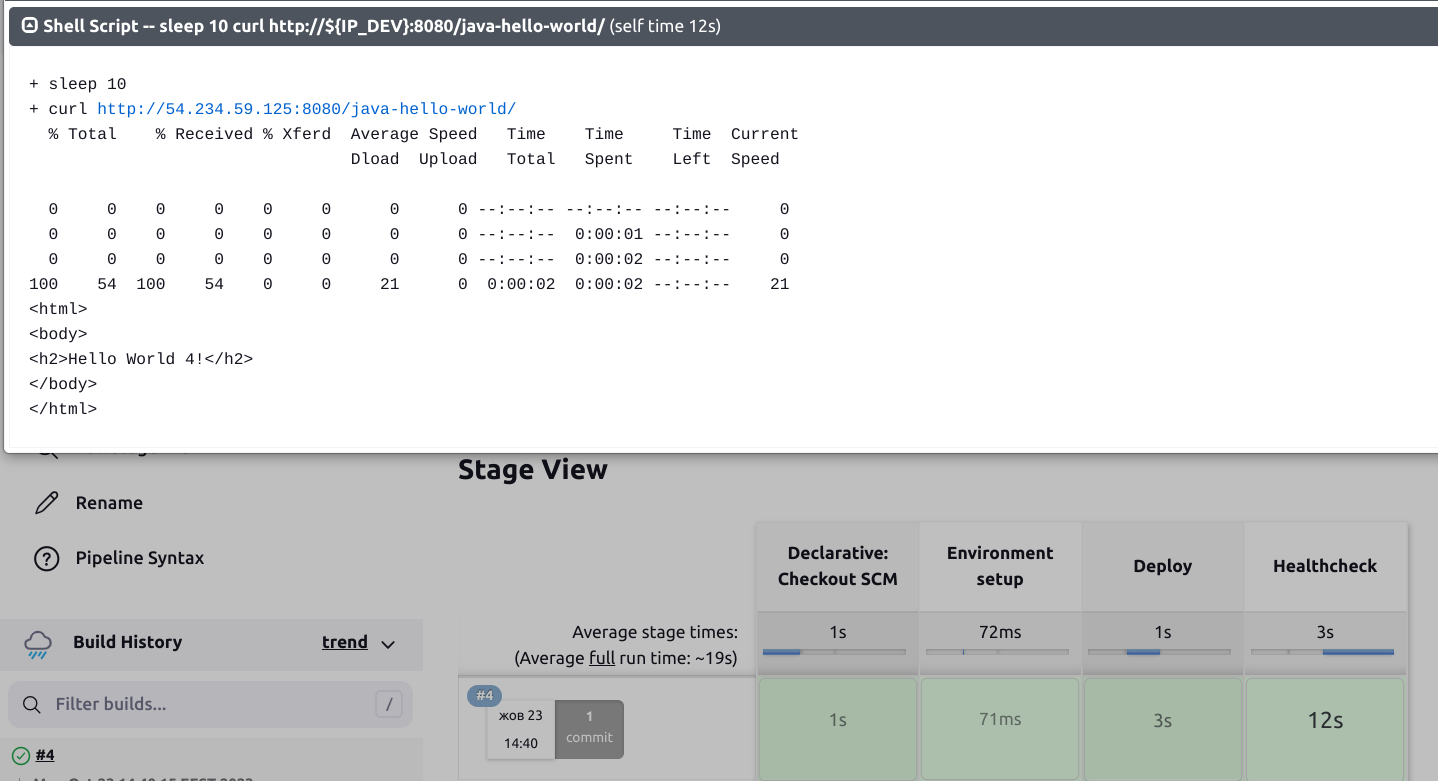 Shell Script -- sleep 10 curl http://${IP_DEV}:8080/java-hello-world/ (self time 12s)
+ sleep 10
+ curl http://54.234.59.125:8080/java-hello-world/
% Total % Received % Xferd Average Speed Time Time Time Current
Dload Upload Total Spent Left Speed
0 0 0 0 0 0 0 0 --:--:-- --:--:-- --:--:-- 0
0 0 0 0 0 0 0 0 --:--:-- 0:00:01 --:--:-- 0
0 0 0 0 0 0 0 0 --:--:-- 0:00:02 --:--:-- 0
100 54 100 54 0 0 21 0 0:00:02 0:00:02 --:--:-- 21
<html>
<body>
<h2>Hello World 4!</h2>
</body>
</html>
Stage View
Rename
Pipeline Syntax
Declarative: Checkout SCM
Environment setup
Deploy
Healthcheck
Build History trend
Average stage times:
(Average full run time: ~19s)
1s 72ms 1s 3s
Filter builds... /
#4
жов 23
14:40
1
commit
1s 71ms 3s 12s
#4